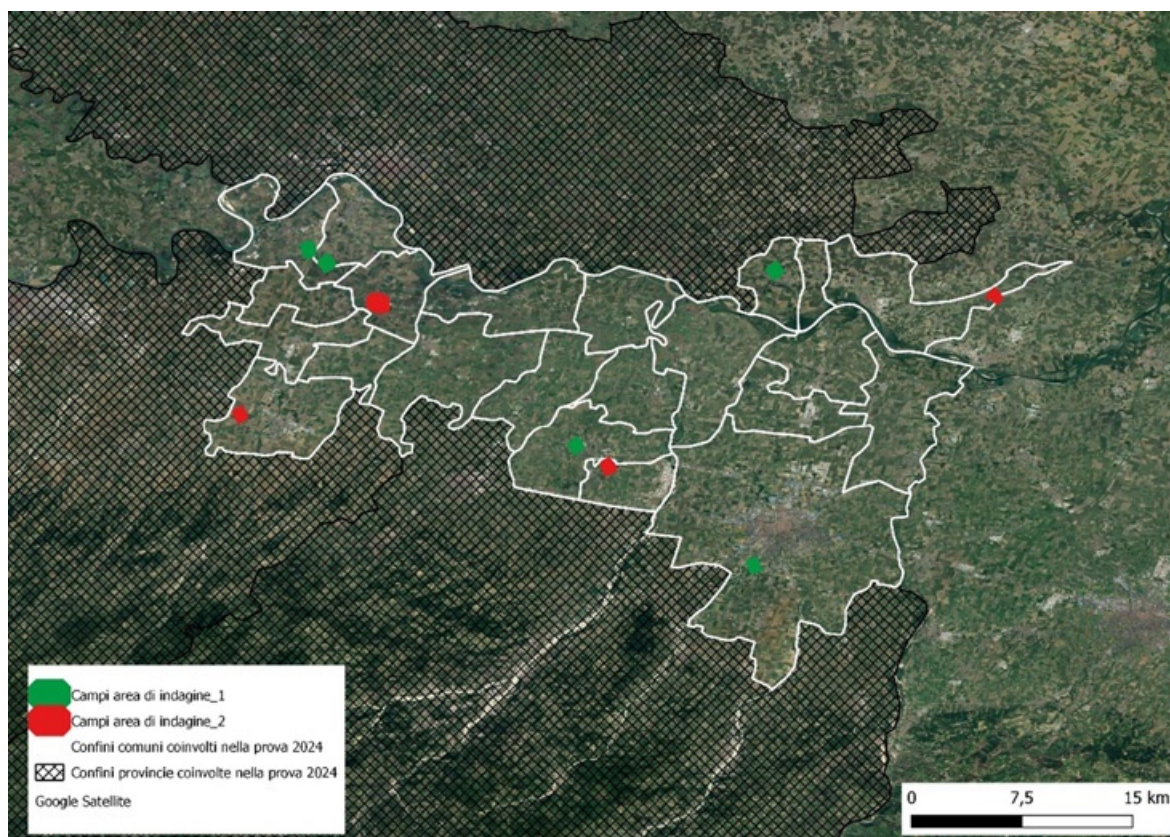 Campi area di indagine_1
Campi area di indagine_2
Confini comuni coinvolti nella prova 2024
Confini provincie coinvolte nella prova 2024
Google Satellite
0 7,5 15 km